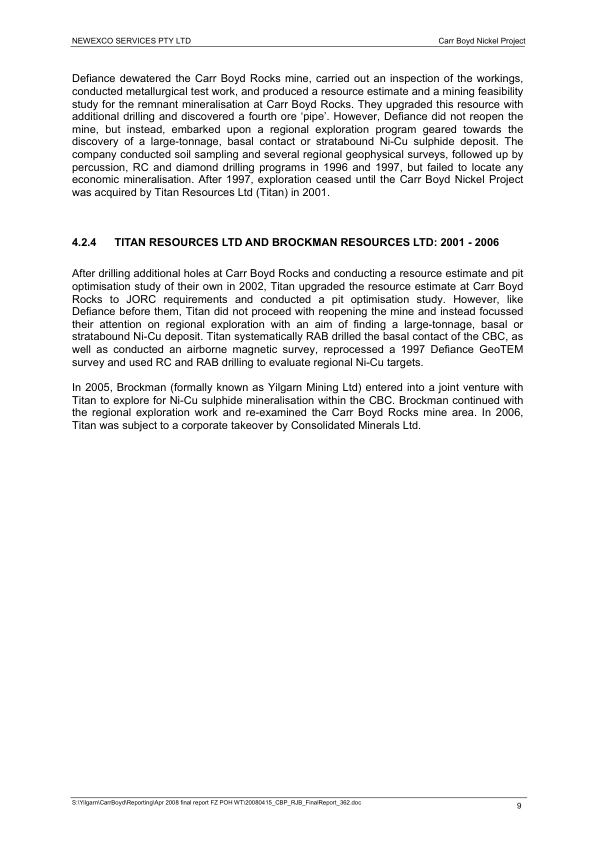 NEWEXCO SERVICES PTY LTD Carr Boyd Nickel Project
Defiance dewatered the Carr Boyd Rocks mine, carried out an inspection of the workings,
conducted metallurgical test work, and produced a resource estimate and a mining feasibility
study for the remnant mineralisation at Carr Boyd Rocks. They upgraded this resource with
additional drilling and discovered a fourth ore ‘pipe’. However, Defiance did not reopen the
mine, but instead, embarked upon a regional exploration program geared towards the
discovery of a large-tonnage, basal contact or stratabound Ni-Cu sulphide deposit. The
company conducted soil sampling and several regional geophysical surveys, followed up by
percussion, RC and diamond drilling programs in 1996 and 1997, but failed to locate any
economic mineralisation. After 1997, exploration ceased until the Carr Boyd Nickel Project
was acquired by Titan Resources Ltd (Titan) in 2001.
4.2.4 TITAN RESOURCES LTD AND BROCKMAN RESOURCES LTD: 2001 - 2006
After drilling additional holes at Carr Boyd Rocks and conducting a resource estimate and pit
optimisation study of their own in 2002, Titan upgraded the resource estimate at Carr Boyd
Rocks to JORC requirements and conducted a pit optimisation study. However, like
Defiance before them, Titan did not proceed with reopening the mine and instead focussed
their attention on regional exploration with an aim of finding a large-tonnage, basal or
stratabound Ni-Cu deposit. Titan systematically RAB drilled the basal contact of the CBC, as
well as conducted an airborne magnetic survey, reprocessed a 1997 Defiance GeoTEM
survey and used RC and RAB drilling to evaluate regional Ni-Cu targets.
In 2005, Brockman (formally known as Yilgarn Mining Ltd) entered into a joint venture with
Titan to explore for Ni-Cu sulphide mineralisation within the CBC. Brockman continued with
the regional exploration work and re-examined the Carr Boyd Rocks mine area. In 2006,
Titan was subject to a corporate takeover by Consolidated Minerals Ltd.
S:\Yilgarn\CarrBoyd\Reporting\Apr 2008 final report FZ POH WT\20080415_CBP_RJB_FinalReport_362.doc 9